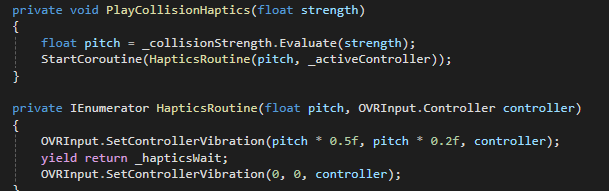 private void PlayCollisionHaptics(float strength)
{
float pitch = _collisionStrength.Evaluate(strength);
StartCoroutine(HapticsRoutine(pitch, _activeController));
}
private IEnumerator HapticsRoutine(float pitch, OVRInput.Controller controller)
{
OVRInput.SetControllerVibration(pitch * 0.5f, pitch * 0.2f, controller);
yield return _hapticsWait;
OVRInput.SetControllerVibration(0, 0, controller);
}